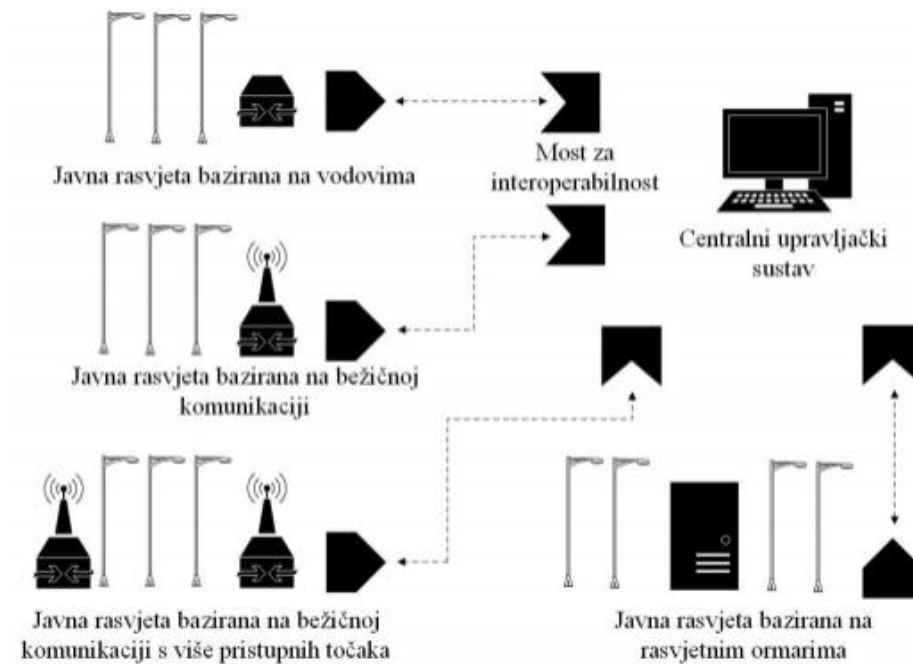 Javna rasvjeta bazirana na vodovima
Most za
interoperabilnost
Centralni upravljački
sustav
Javna rasvjeta bazirana na bežičnoj
komunikaciji
Javna rasvjeta bazirana na bežičnoj
komunikaciji s više pristupnih točaka
Javna rasvjeta bazirana na
rasvjetnim ormarima